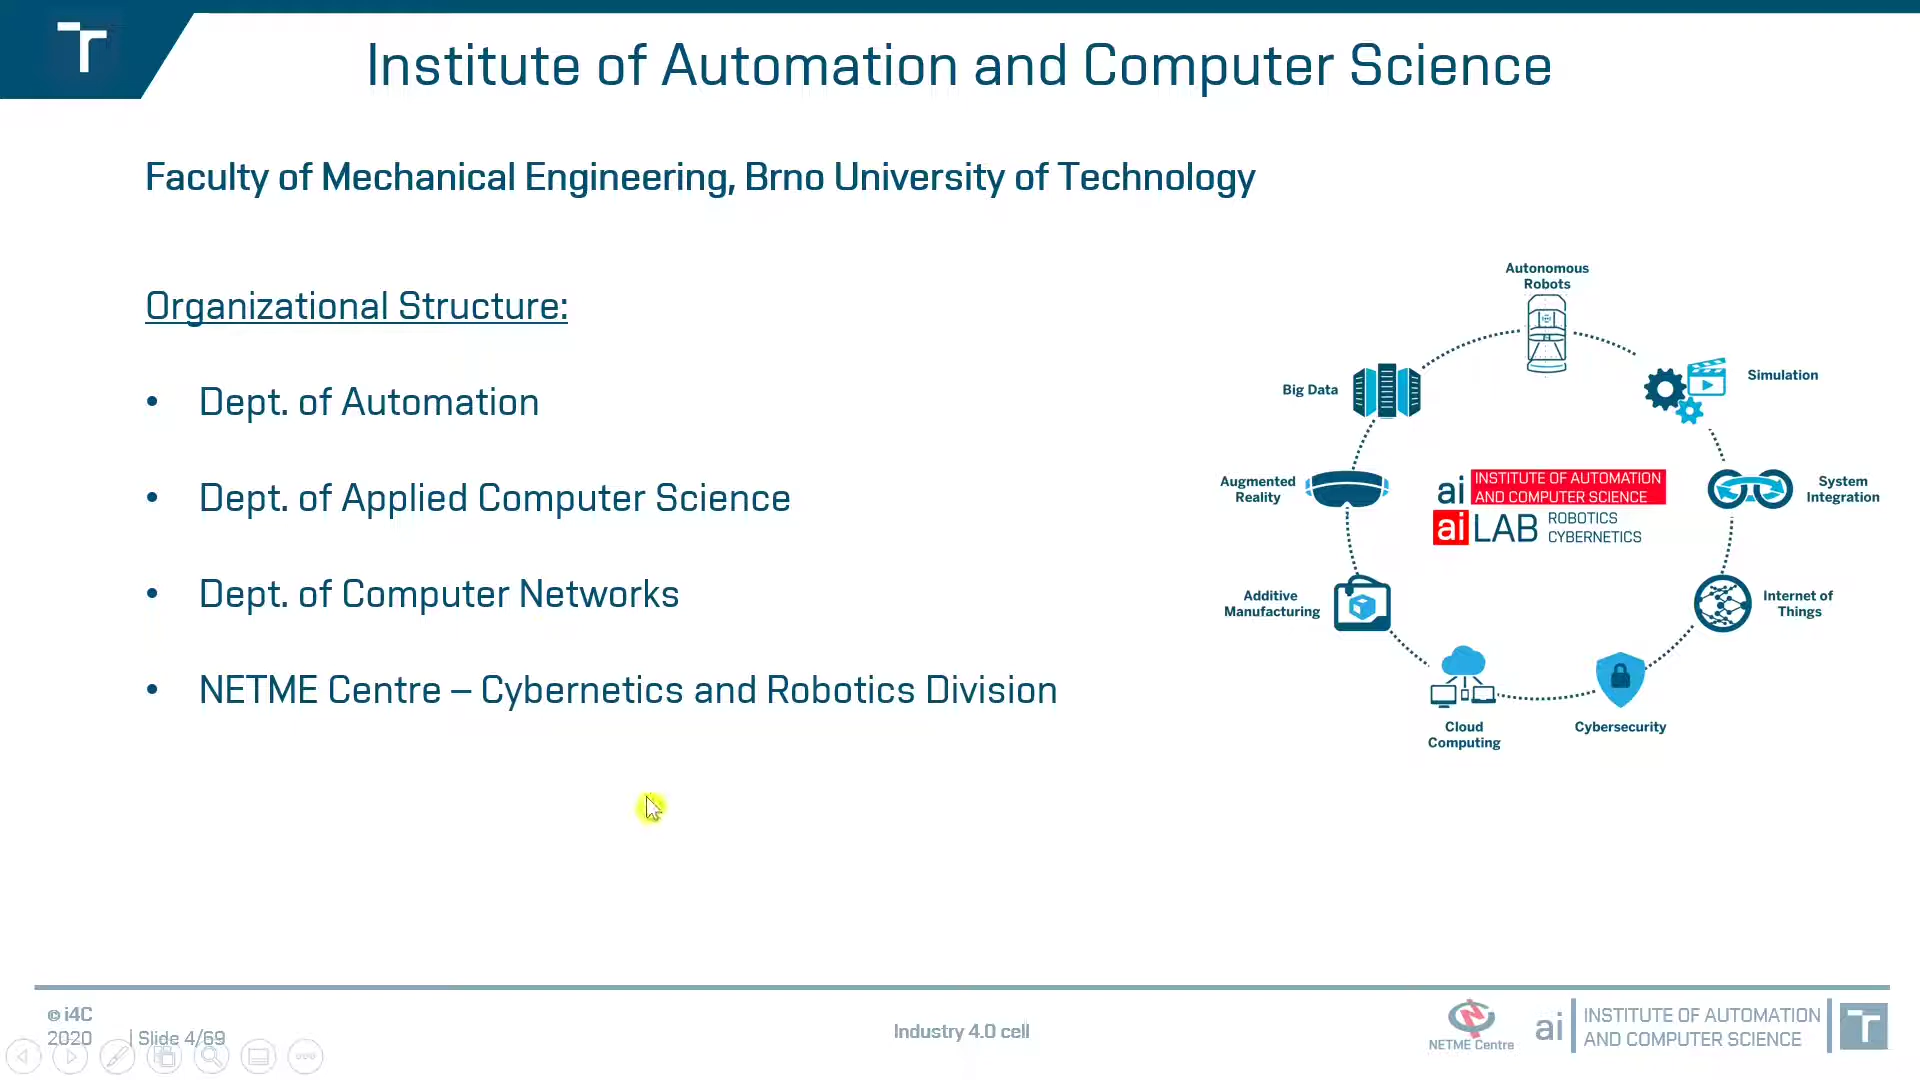 Institute of Automation and Computer Science
Faculty of Mechanical Engineering, Brno University of Technology
Organizational Structure:
• Dept. of Automation
• Dept. of Applied Computer Science
• Dept. of Computer Networks
• NETME Centre – Cybernetics and Robotics Division
Autonomous
Robots
Simulation
Big Data
System
Integration
Augmented
Reality
ai INSTITUTE OF AUTOMATION
AND COMPUTER SCIENCE
ai LAB ROBOTICS
CYBERNETICS
Internet of
Things
Additive
Manufacturing
Cybersecurity
Cloud
Computing
© i4C
2020 | Slide 4/69
Industry 4.0 cell
NETME Centre
ai INSTITUTE OF AUTOMATION
AND COMPUTER SCIENCE